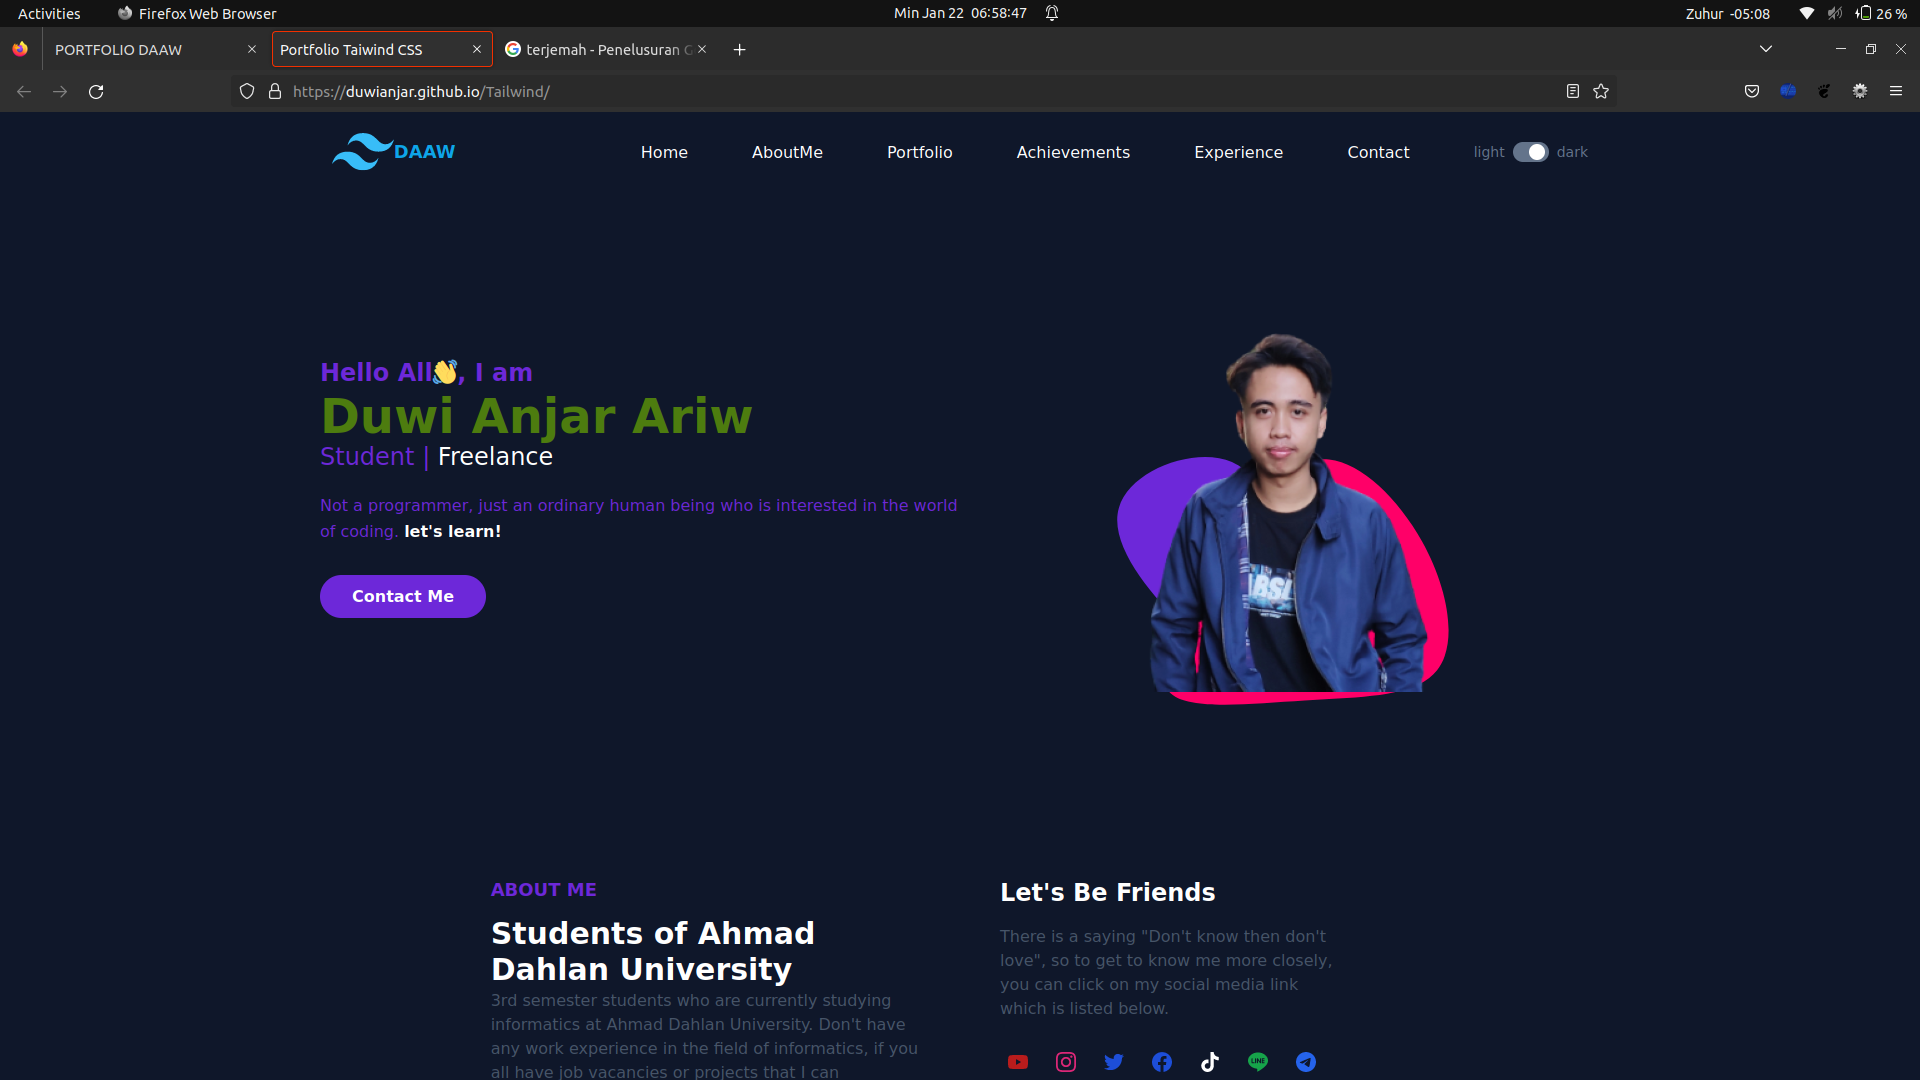 Activities
Firefox Web Browser
Min Jan 22 06:58:47
Zuhur -05:08
26 %
PORTFOLIO DAAW
Portfolio Taiwind CSS
terjemah - Penelusuran G
https://duwianjar.github.io/Tailwind/
DAAW
Home
AboutMe
Portfolio
Achievements
Experience
Contact
light
dark
Hello All👋, I am
Duwi Anjar Ariw
Student | Freelance
Not a programmer, just an ordinary human being who is interested in the world
of coding. let's learn!
Contact Me
ABOUT ME
Students of Ahmad
Dahlan University
3rd semester students who are currently studying
informatics at Ahmad Dahlan University. Don't have
any work experience in the field of informatics, if you
all have job vacancies or projects that I can
Let's Be Friends
There is a saying "Don't know then don't
love", so to get to know me more closely,
you can click on my social media link
which is listed below.
LINE